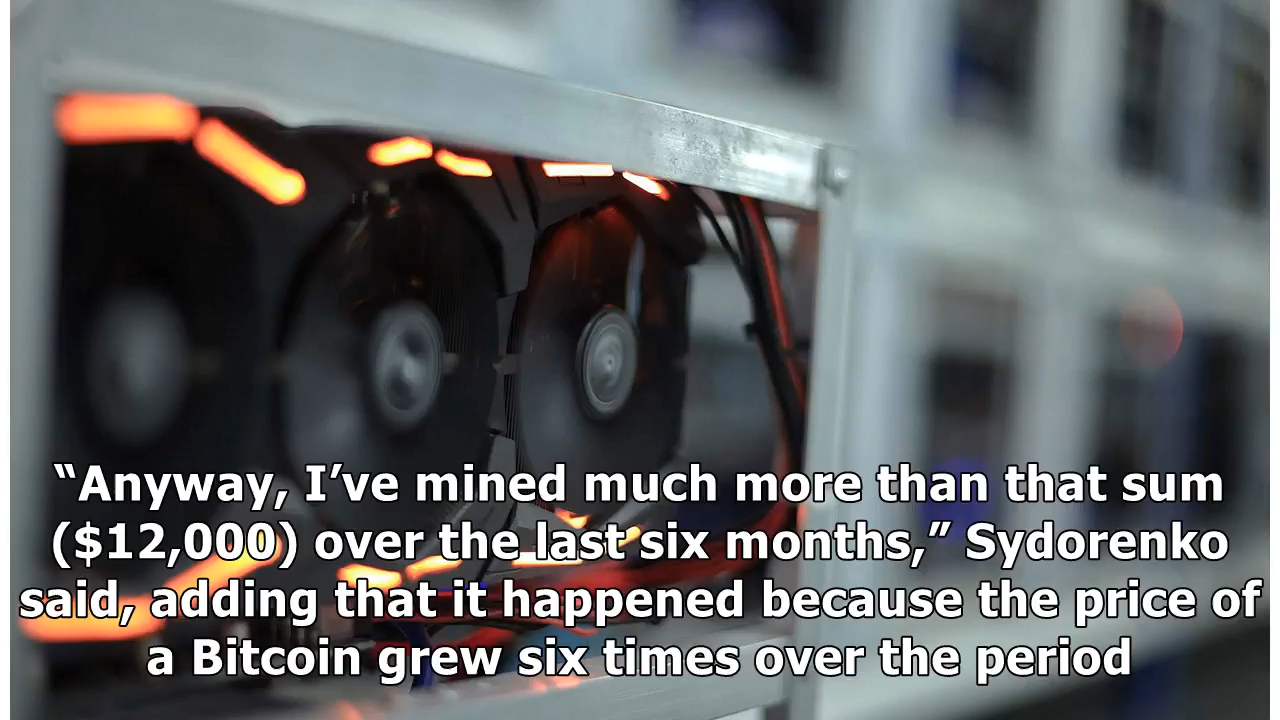 “Anyway, I’ve mined much more than that sum
($12,000) over the last six months,” Sydorenko
said, adding that it happened because the price of
a Bitcoin grew six times over the period